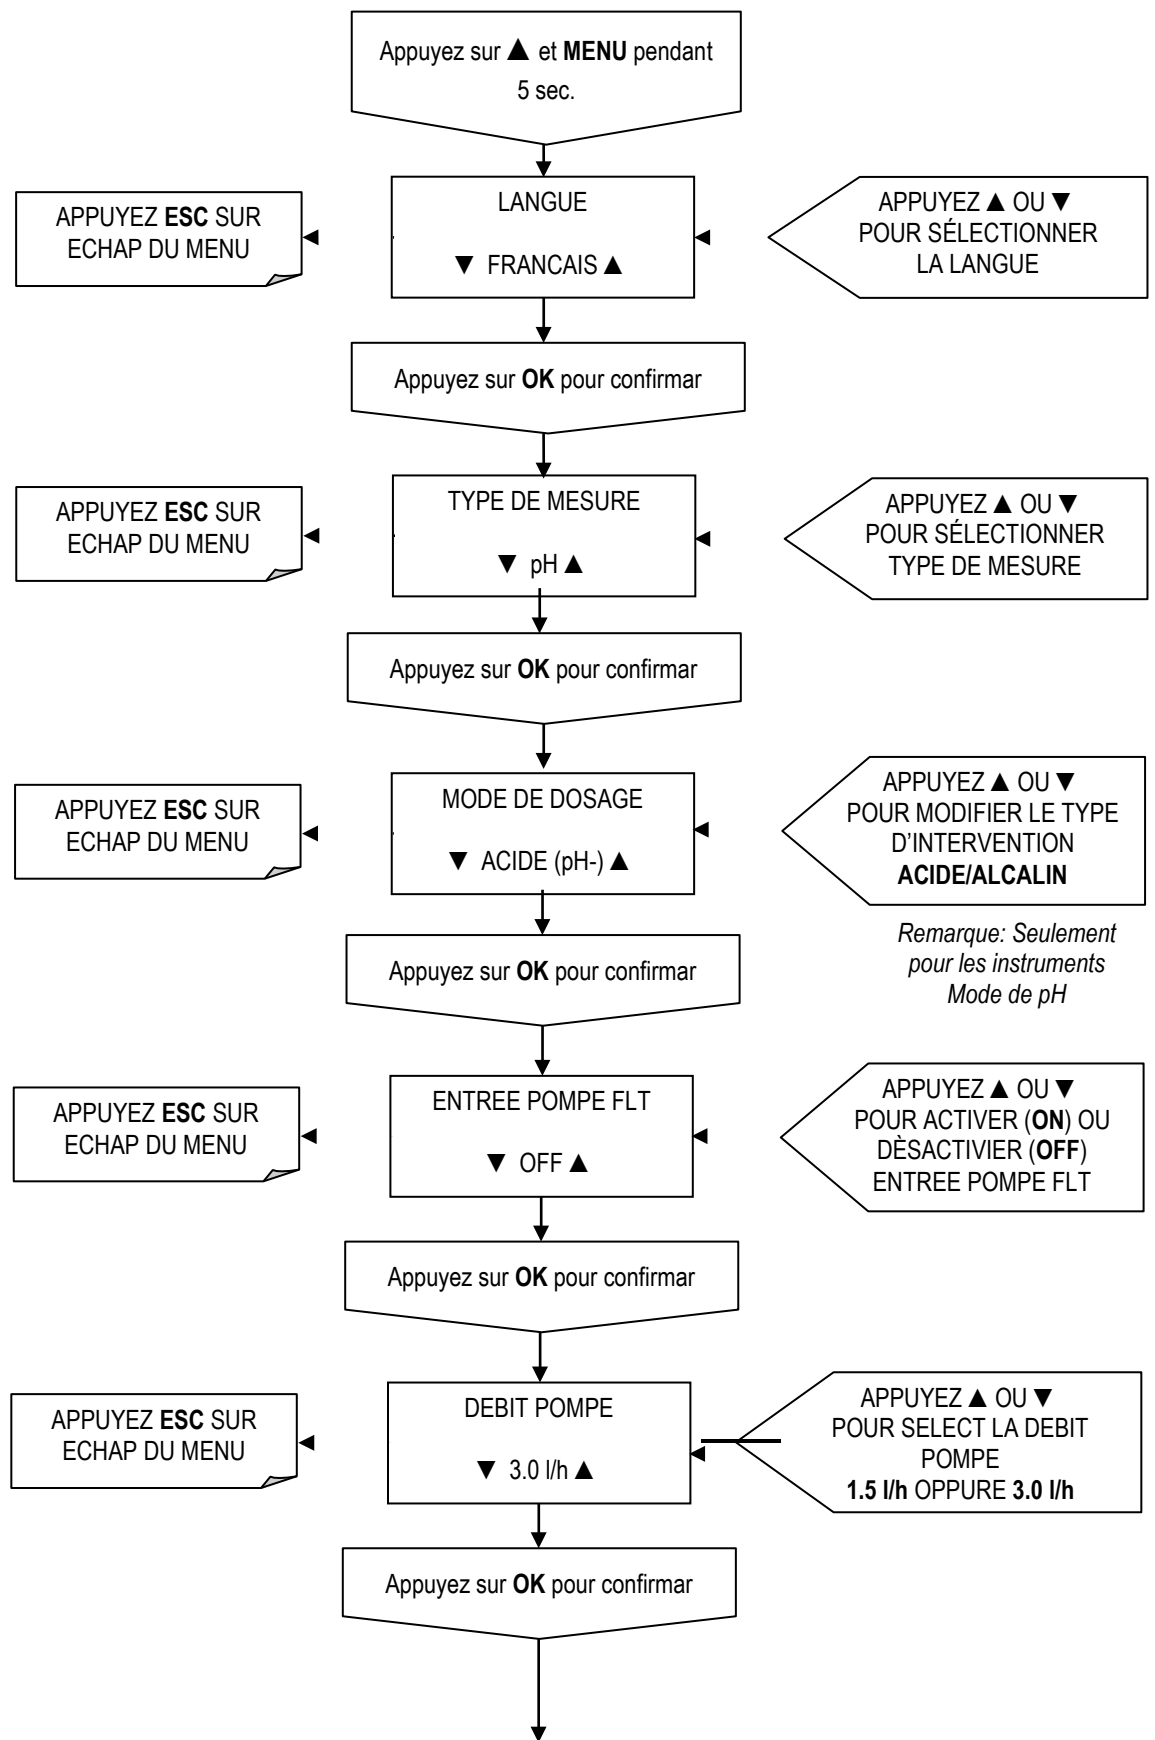 Appuyez sur ▲ et MENU pendant
5 sec.
APPUYEZ ESC SUR
ECHAP DU MENU
LANGUE
▼ FRANCAIS ▲
APPUYEZ ▲ OU ▼
POUR SÉLECTIONNER
LA LANGUE
Appuyez sur OK pour confirmar
APPUYEZ ESC SUR
ECHAP DU MENU
TYPE DE MESURE
▼ pH ▲
APPUYEZ ▲ OU ▼
POUR SÉLECTIONNER
TYPE DE MESURE
Appuyez sur OK pour confirmar
APPUYEZ ESC SUR
ECHAP DU MENU
MODE DE DOSAGE
▼ ACIDE (pH-) ▲
APPUYEZ ▲ OU ▼
POUR MODIFIER LE TYPE
D'INTERVENTION
ACIDE/ALCALIN
Remarque: Seulement
pour les instruments
Mode de pH
Appuyez sur OK pour confirmar
APPUYEZ ESC SUR
ECHAP DU MENU
ENTREE POMPE FLT
▼ OFF ▲
APPUYEZ ▲ OU ▼
POUR ACTIVER (ON) OU
DÈSACTIVIER (OFF)
ENTREE POMPE FLT
Appuyez sur OK pour confirmar
APPUYEZ ESC SUR
ECHAP DU MENU
DEBIT POMPE
▼ 3.0 l/h ▲
APPUYEZ ▲ OU ▼
POUR SELECT LA DEBIT
POMPE
1.5 l/h OPPURE 3.0 l/h
Appuyez sur OK pour confirmar